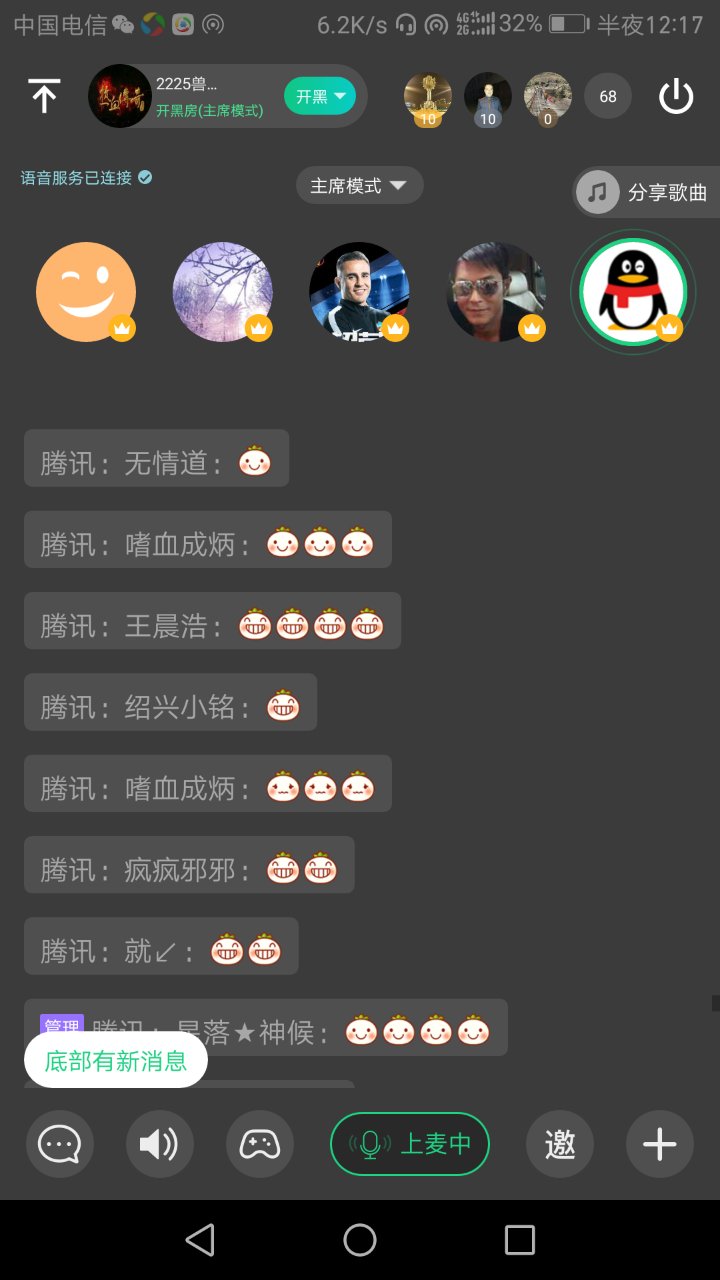 中国电信 6.2K/s 4G 2G 32% 半夜12:17
2225兽...
开黑房(主席模式)
开黑
10 10 0 68
语音服务已连接
主席模式
分享歌曲
腾讯：无情道：
腾讯：嗜血成炳：
腾讯：王晨浩：
腾讯：绍兴小铭：
腾讯：嗜血成炳：
腾讯：疯疯邪邪：
腾讯：就↙：
管理 腾讯：星落★神候：
底部有新消息
上麦中
邀